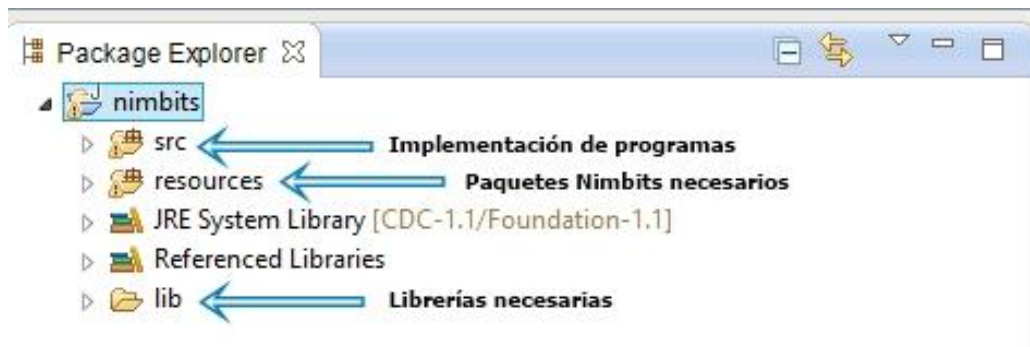 Package Explorer
nimbits
src Implementación de programas
resources Paquetes Nimbits necesarios
JRE System Library [CDC-1.1/Foundation-1.1]
Referenced Libraries
lib Librerías necesarias